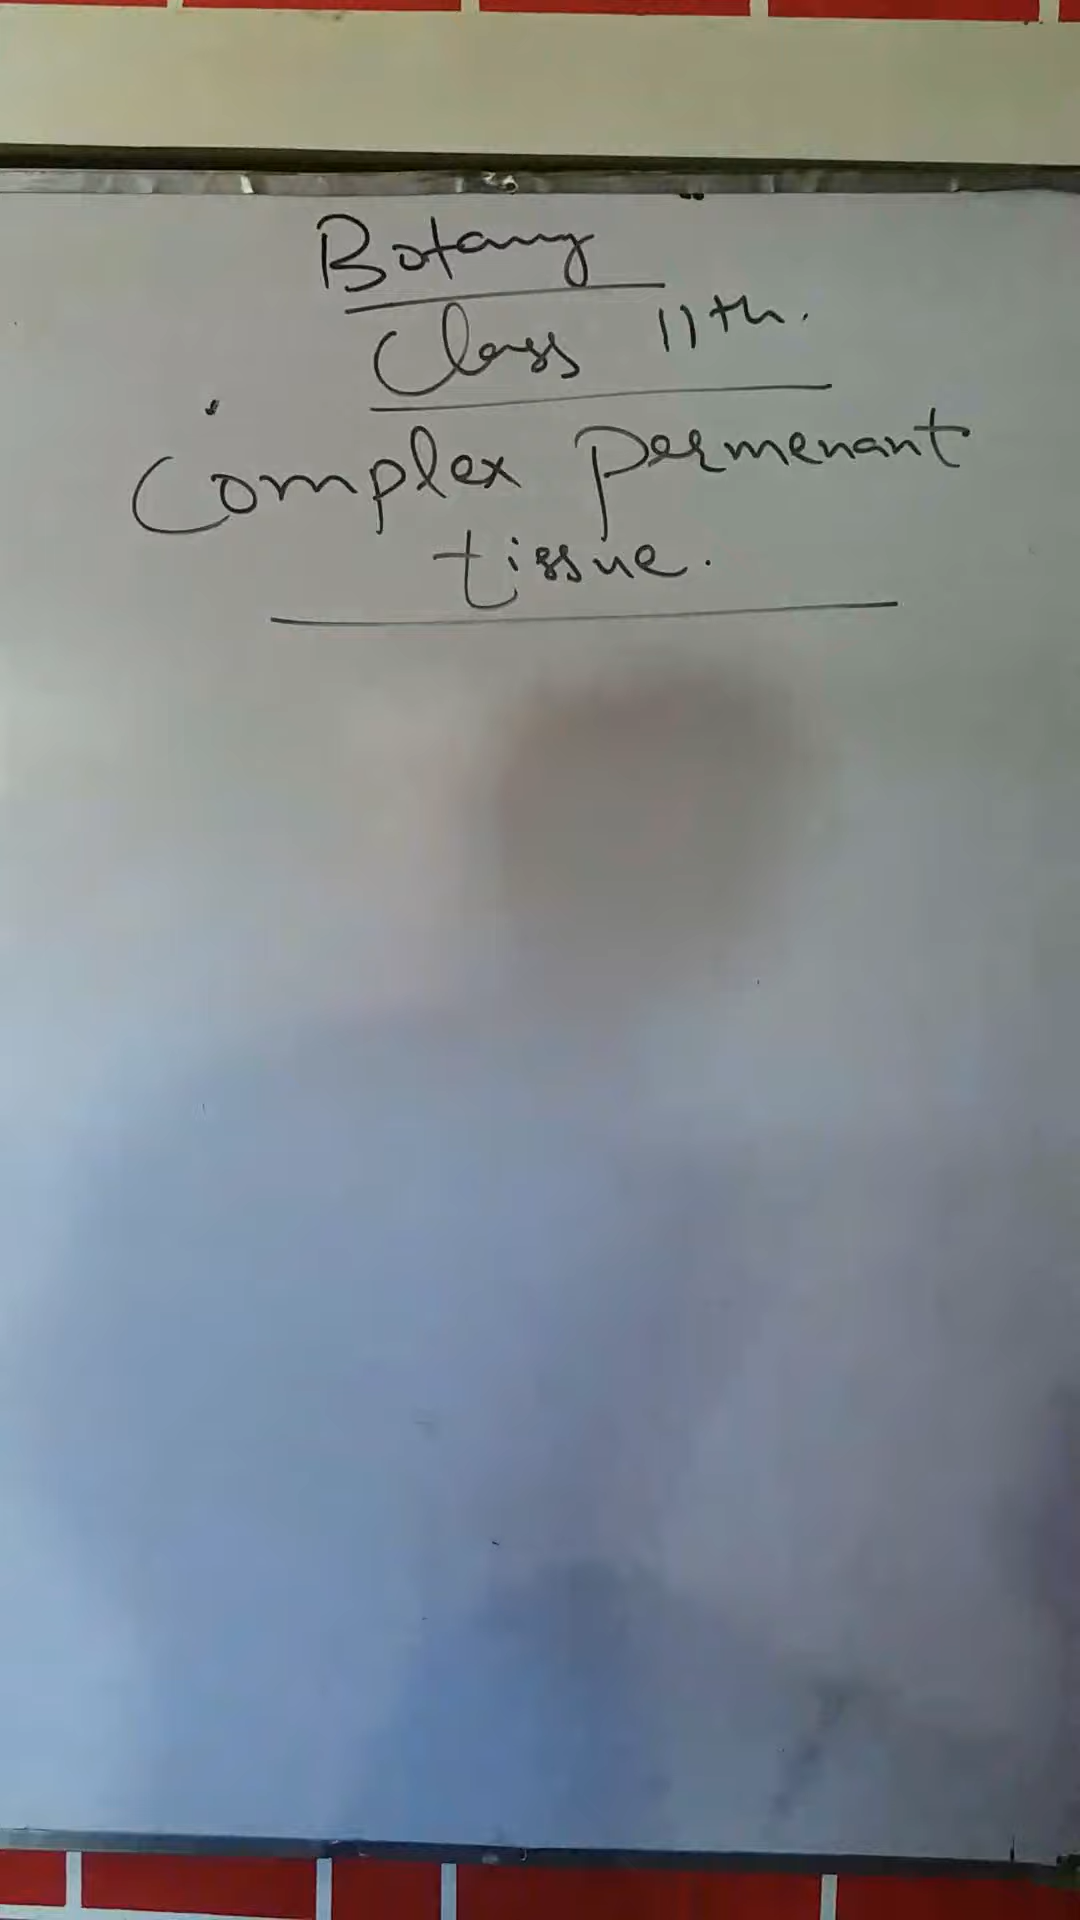 Botany
Class 11th.
Complex permenant
tissue.